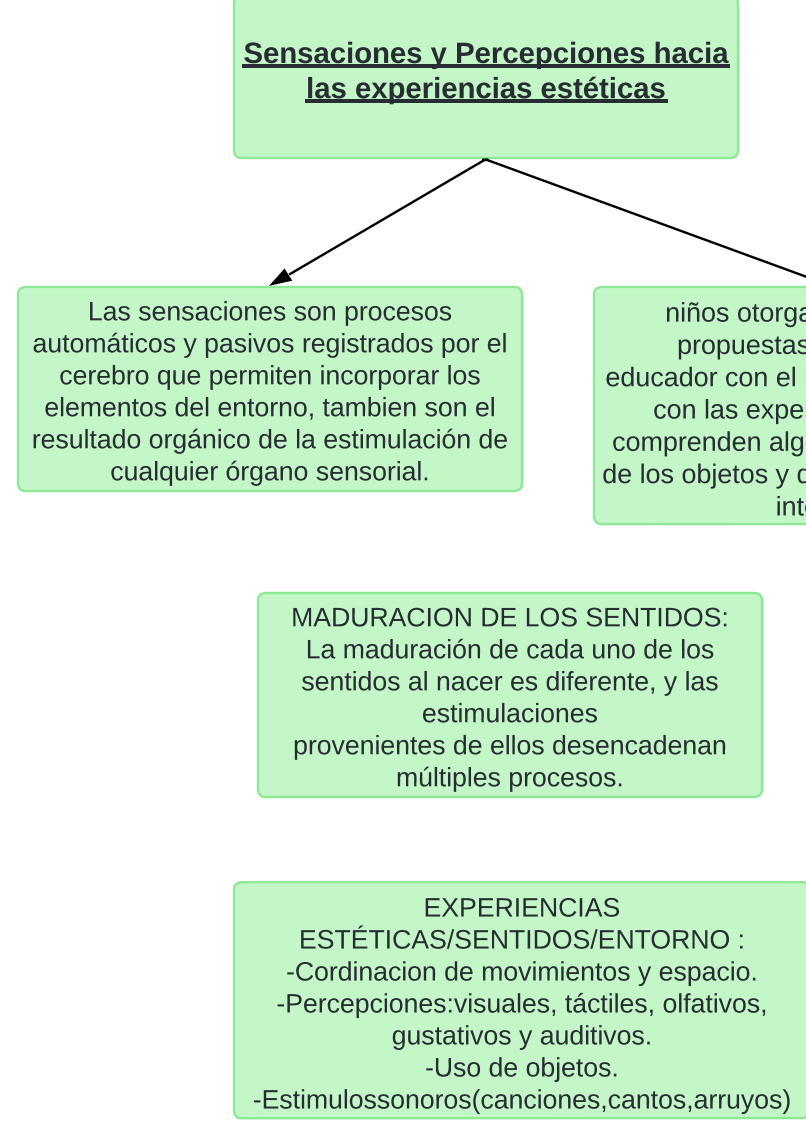 Sensaciones y Percepciones hacia
las experiencias estéticas
Las sensaciones son procesos
automáticos y pasivos registrados por el
cerebro que permiten incorporar los
elementos del entorno, tambien son el
resultado orgánico de la estimulación de
cualquier órgano sensorial.
niños
propuestas
educador con el
con las
comprenden
de los objetos y
MADURACION DE LOS SENTIDOS:
La maduración de cada uno de los
sentidos al nacer es diferente, y las
estimulaciones
provenientes de ellos desencadenan
múltiples procesos.
EXPERIENCIAS
ESTÉTICAS/SENTIDOS/ENTORNO :
-Cordinacion de movimientos y espacio.
-Percepciones:visuales, táctiles, olfativos,
gustativos y auditivos.
-Uso de objetos.
-Estimulossonoros(canciones,cantos,arruyos)